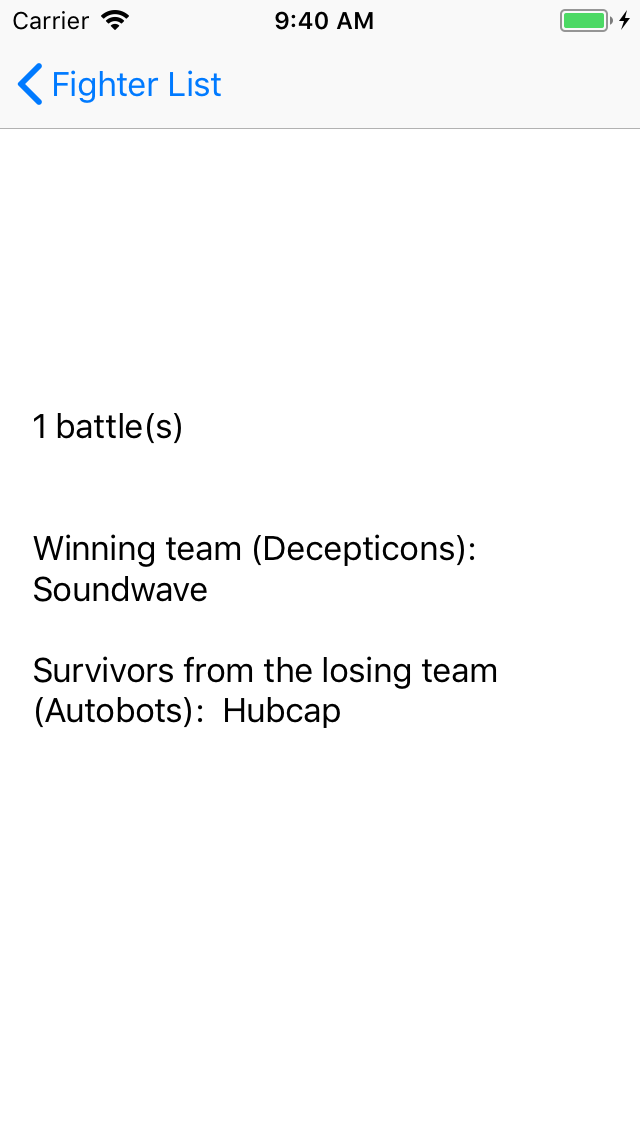 Carrier 9:40 AM
Fighter List
1 battle(s)
Winning team (Decepticons):
Soundwave
Survivors from the losing team
(Autobots):  Hubcap